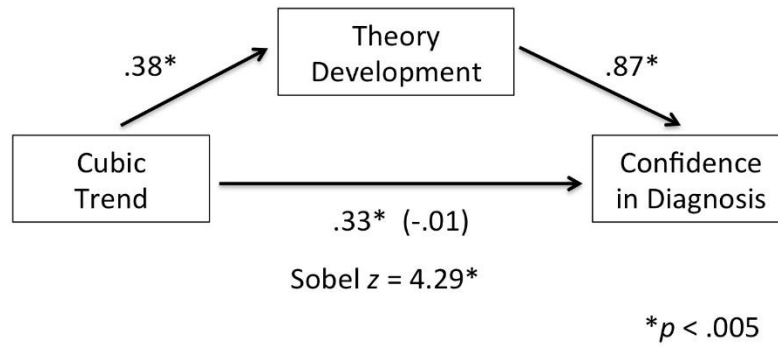 Theory
Development
.38*
.87*
Cubic
Trend
Confidence
in Diagnosis
.33* (-.01)
Sobel z = 4.29*
*p < .005